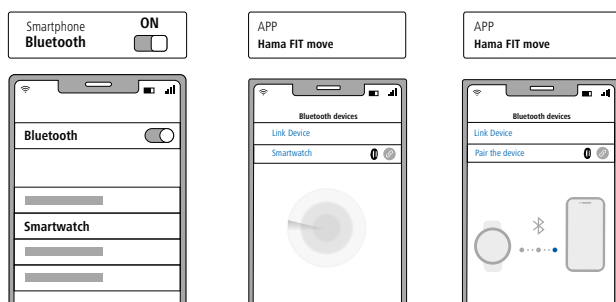 Smartphone
Bluetooth
ON
Bluetooth
Smartwatch
APP
Hama FIT move
Bluetooth devices
Link Device
Smartwatch
APP
Hama FIT move
Bluetooth devices
Link Device
Pair the device